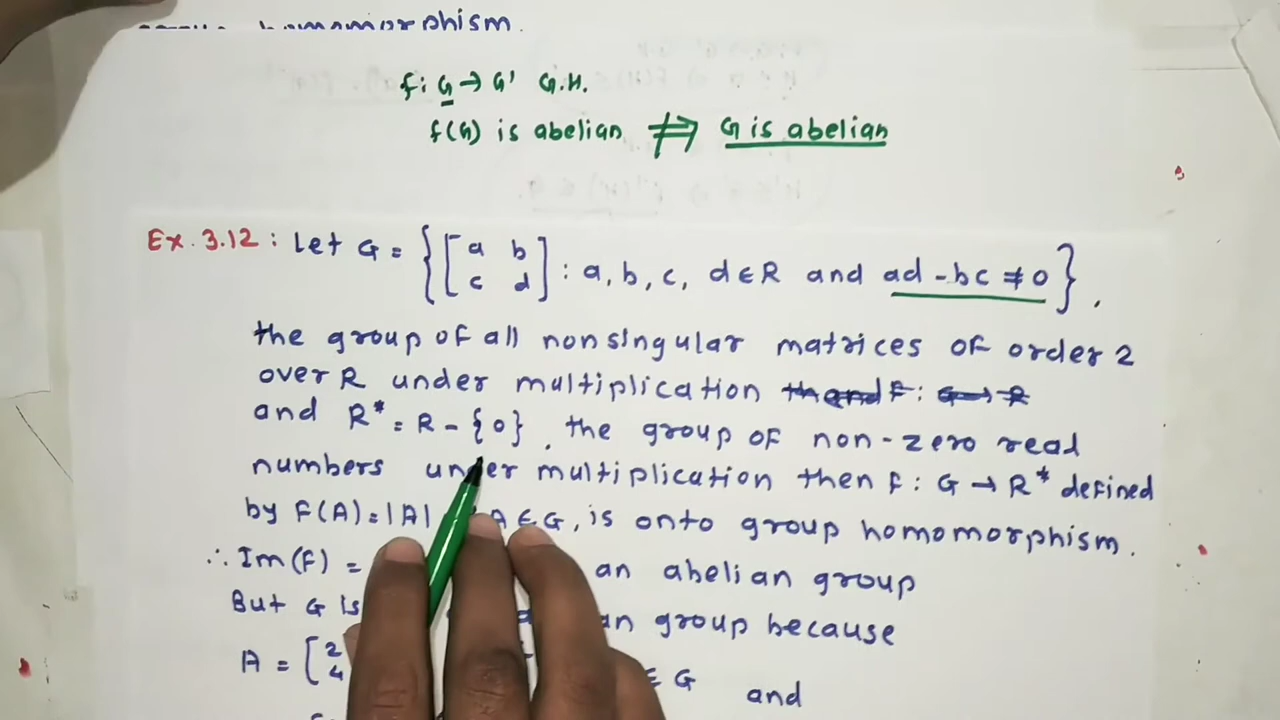 homomorphism.
f: G → G' G.H.
f(G) is abelian ⇏ G is abelian
Ex. 3.12 : Let G = { [ a b
c d ] : a, b, c, d ∈ R and ad - bc ≠ 0 } .
the group of all nonsingular matrices of order 2
over R under multiplication
and R* = R - {0}, the group of non-zero real
numbers under multiplication then f : G → R* defined
by f(A) = |A| A ∈ G, is onto group homomorphism.
∴ Im(f) = an abelian group
But G is group because
A = [ 2
4 ∈ G and